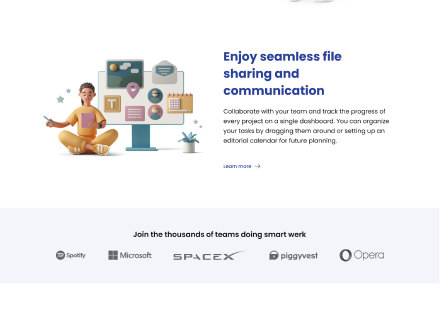 Enjoy seamless file
sharing and
communication
Collaborate with your team and track the progress of
every project on a single dashboard. You can organize
your tasks by dragging them around or setting up an
editorial calendar for future planning.
T
Learn more →
Join the thousands of teams doing smart werk
Spotify Microsoft SPACEX piggyvest Opera